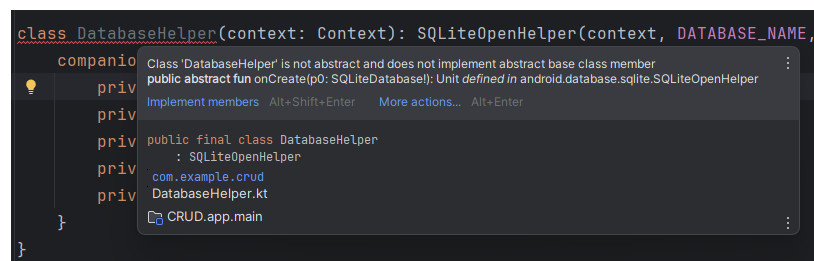 class DatabaseHelper(context: Context): SQLiteOpenHelper(context, DATABASE_NAME,
companio
Class 'DatabaseHelper' is not abstract and does not implement abstract base class member
priv
public abstract fun onCreate(p0: SQLiteDatabase!): Unit defined in android.database.sqlite.SQLiteOpenHelper
priv
Implement members Alt+Shift+Enter More actions... Alt+Enter
priv
public final class DatabaseHelper
: SQLiteOpenHelper
priv
com.example.crud
priv
DatabaseHelper.kt
CRUD.app.main
}
}